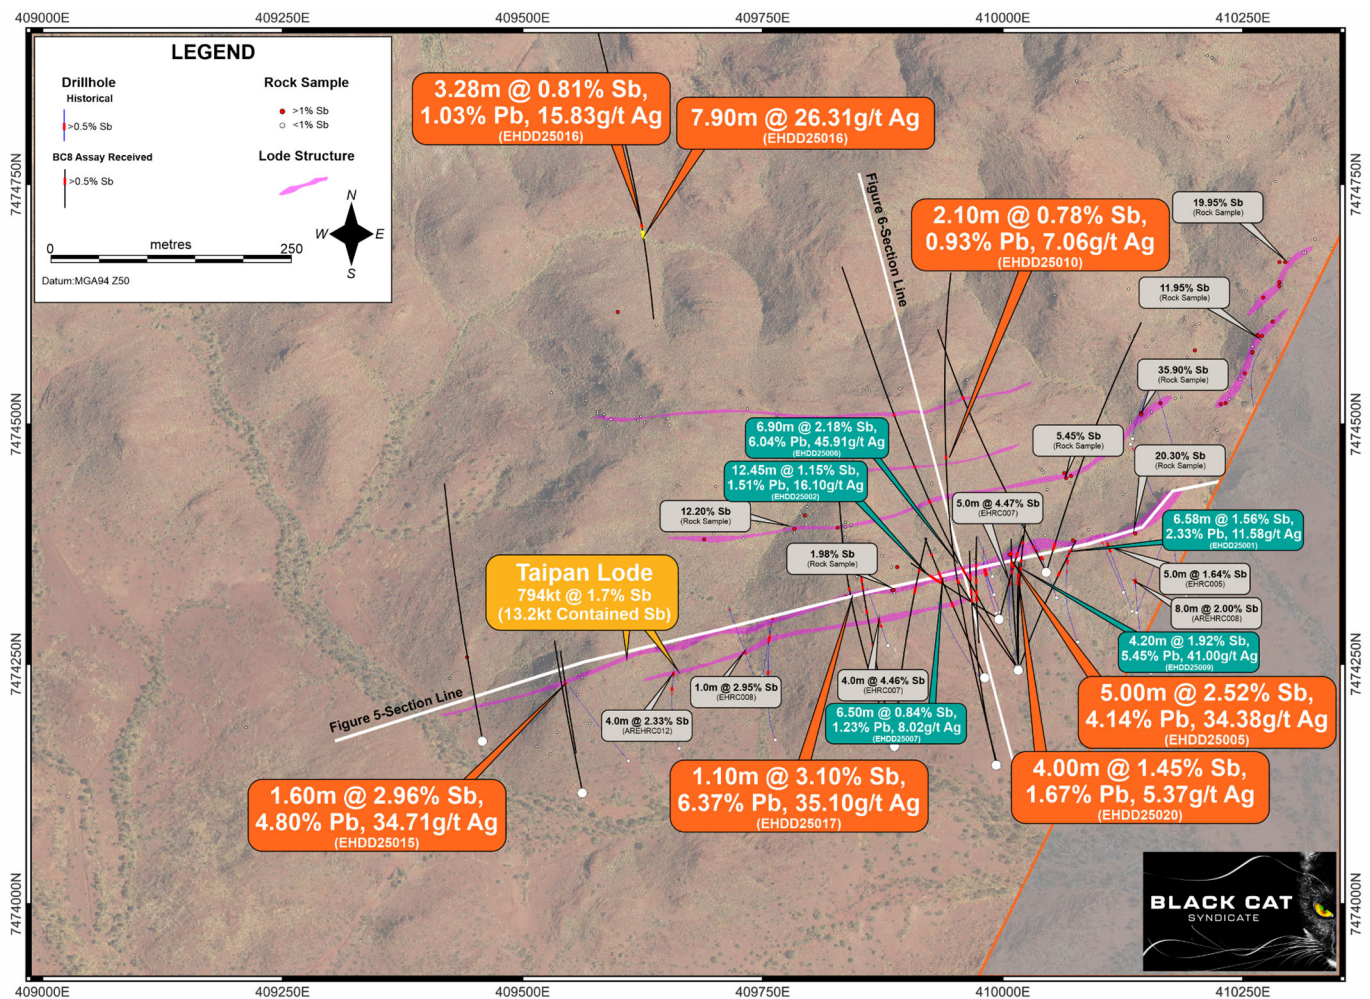 409000E
409250E
409500E
409750E
410000E
410250E
LEGEND
Drillhole
Historical
>0.5% Sb
BC8 Assay Received
>0.5% Sb
Rock Sample
>1% Sb
<1% Sb
Lode Structure
N
W
E
S
0
metres
250
Datum:MGA94 Z50
7474750N
7474500N
7474250N
7474000N
7474750N
7474500N
7474250N
7474000N
3.28m @ 0.81% Sb,
1.03% Pb, 15.83g/t Ag
(EHDD25016)
7.90m @ 26.31g/t Ag
(EHDD25016)
Figure 6-Section Line
2.10m @ 0.78% Sb,
0.93% Pb, 7.06g/t Ag
(EHDD25010)
19.95% Sb
(Rock Sample)
11.95% Sb
(Rock Sample)
35.90% Sb
(Rock Sample)
5.45% Sb
(Rock Sample)
20.30% Sb
(Rock Sample)
6.90m @ 2.18% Sb,
6.04% Pb, 45.91g/t Ag
(EHDD25006)
12.45m @ 1.15% Sb,
1.51% Pb, 16.10g/t Ag
(EHDD25002)
5.0m @ 4.47% Sb
(EHRC007)
12.20% Sb
(Rock Sample)
1.98% Sb
(Rock Sample)
6.58m @ 1.56% Sb,
2.33% Pb, 11.58g/t Ag
(EHDD25001)
5.0m @ 1.64% Sb
(EHRC005)
8.0m @ 2.00% Sb
(AREHRC008)
Taipan Lode
794kt @ 1.7% Sb
(13.2kt Contained Sb)
4.20m @ 1.92% Sb,
5.45% Pb, 41.00g/t Ag
(EHDD25009)
Figure 5-Section Line
4.0m @ 2.33% Sb
(AREHRC012)
1.0m @ 2.95% Sb
(EHRC008)
4.0m @ 4.46% Sb
(EHRC007)
6.50m @ 0.84% Sb,
1.23% Pb, 8.02g/t Ag
(EHDD25007)
5.00m @ 2.52% Sb,
4.14% Pb, 34.38g/t Ag
(EHDD25005)
1.60m @ 2.96% Sb,
4.80% Pb, 34.71g/t Ag
(EHDD25015)
1.10m @ 3.10% Sb,
6.37% Pb, 35.10g/t Ag
(EHDD25017)
4.00m @ 1.45% Sb,
1.67% Pb, 5.37g/t Ag
(EHDD25020)
BLACK CAT
SYNDICATE
409000E
409250E
409500E
409750E
410000E
410250E